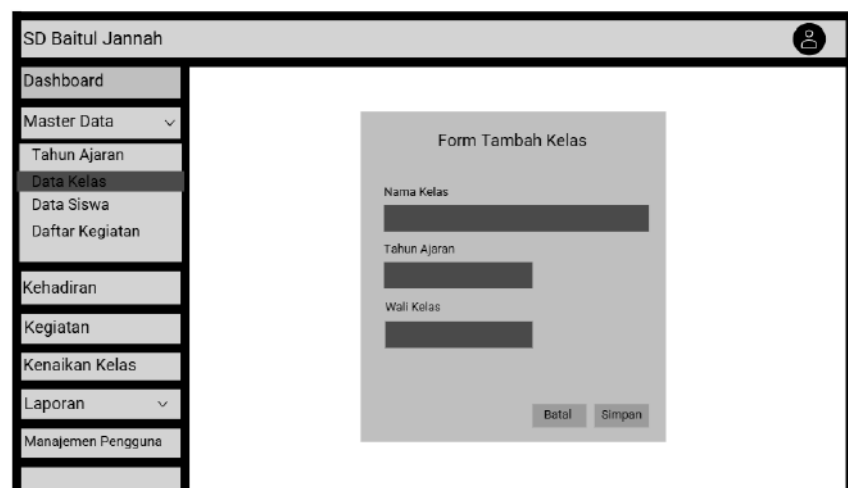 SD Baitul Jannah
Dashboard
Master Data
Tahun Ajaran
Data Kelas
Data Siswa
Daftar Kegiatan
Kehadiran
Kegiatan
Kenaikan Kelas
Laporan
Manajemen Pengguna
Form Tambah Kelas
Nama Kelas
Tahun Ajaran
Wali Kelas
Batal Simpan